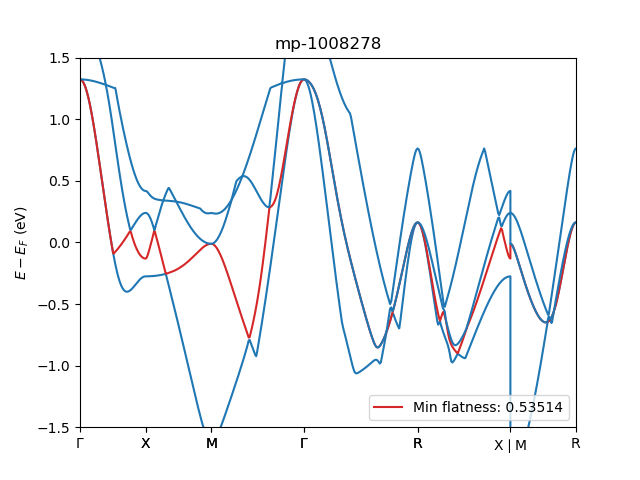 mp-1008278
E − E_F (eV)
1.5
1.0
0.5
0.0
−0.5
−1.0
−1.5
Min flatness: 0.53514
Γ X M Γ R X | M R